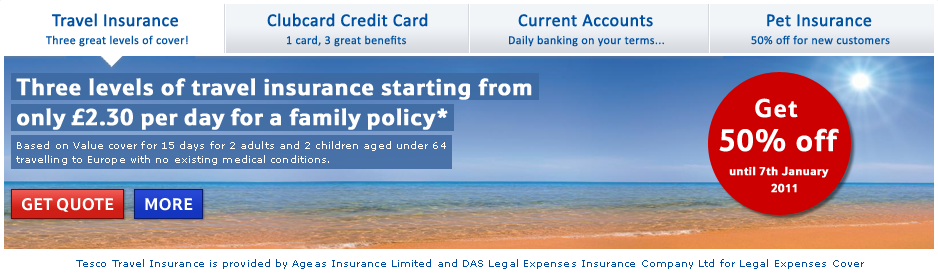 Travel Insurance
Three great levels of cover!
Clubcard Credit Card
1 card, 3 great benefits
Current Accounts
Daily banking on your terms...
Pet Insurance
50% off for new customers
Three levels of travel insurance starting from
only £2.30 per day for a family policy*
Based on Value cover for 15 days for 2 adults and 2 children aged under 64
travelling to Europe with no existing medical conditions.
GET QUOTE
MORE
Get
50% off
until 7th January
2011
Tesco Travel Insurance is provided by Ageas Insurance Limited and DAS Legal Expenses Insurance Company Ltd for Legal Expenses Cover